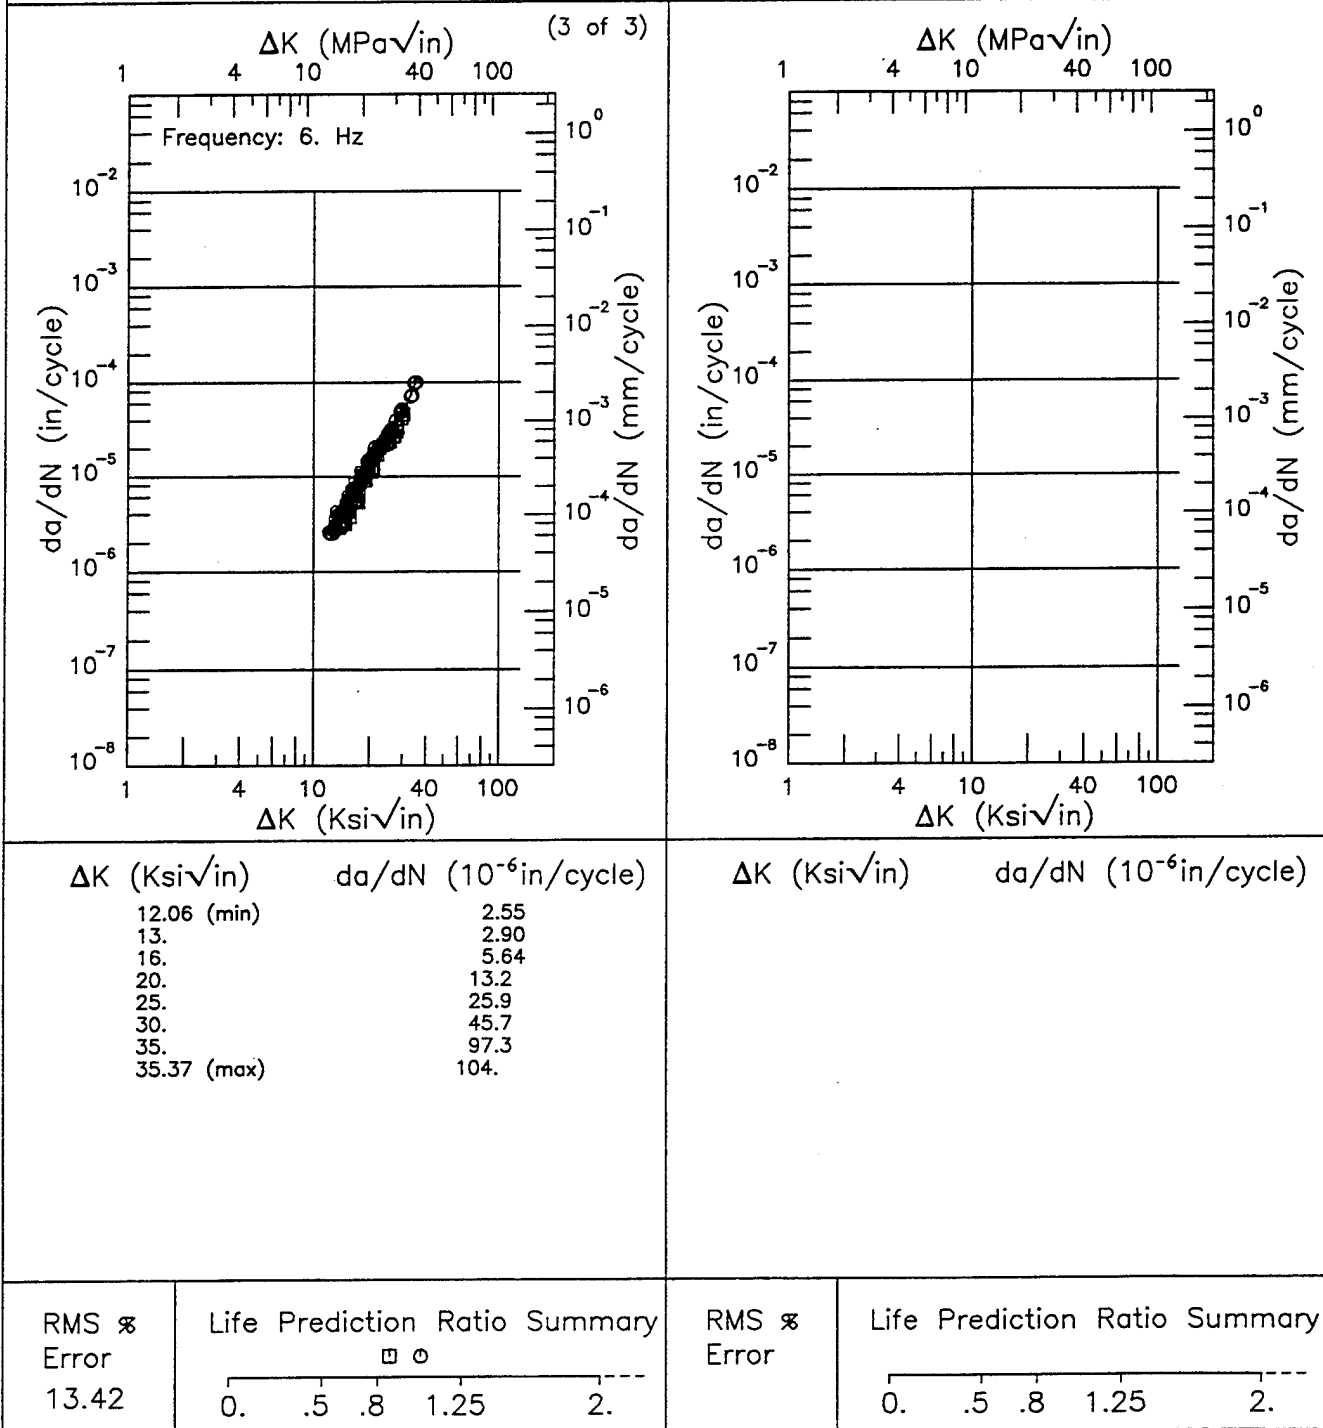 (3 of 3)
ΔK (MPa√in)
1 4 10 40 100
Frequency: 6. Hz
10⁰
10⁻¹
10⁻²
10⁻³
10⁻⁴
10⁻⁵
10⁻⁶
da/dN (mm/cycle)
10⁻²
10⁻³
10⁻⁴
10⁻⁵
10⁻⁶
10⁻⁷
10⁻⁸
da/dN (in/cycle)
1 4 10 40 100
ΔK (Ksi√in)
ΔK (Ksi√in) da/dN (10⁻⁶in/cycle)
12.06 (min) 2.55
13. 2.90
16. 5.64
20. 13.2
25. 25.9
30. 45.7
35. 97.3
35.37 (max) 104.
RMS %
Error
13.42
Life Prediction Ratio Summary
0. .5 .8 1.25 2.
ΔK (MPa√in)
1 4 10 40 100
10⁰
10⁻¹
10⁻²
10⁻³
10⁻⁴
10⁻⁵
10⁻⁶
da/dN (mm/cycle)
10⁻²
10⁻³
10⁻⁴
10⁻⁵
10⁻⁶
10⁻⁷
10⁻⁸
da/dN (in/cycle)
1 4 10 40 100
ΔK (Ksi√in)
ΔK (Ksi√in) da/dN (10⁻⁶in/cycle)
RMS %
Error
Life Prediction Ratio Summary
0. .5 .8 1.25 2.